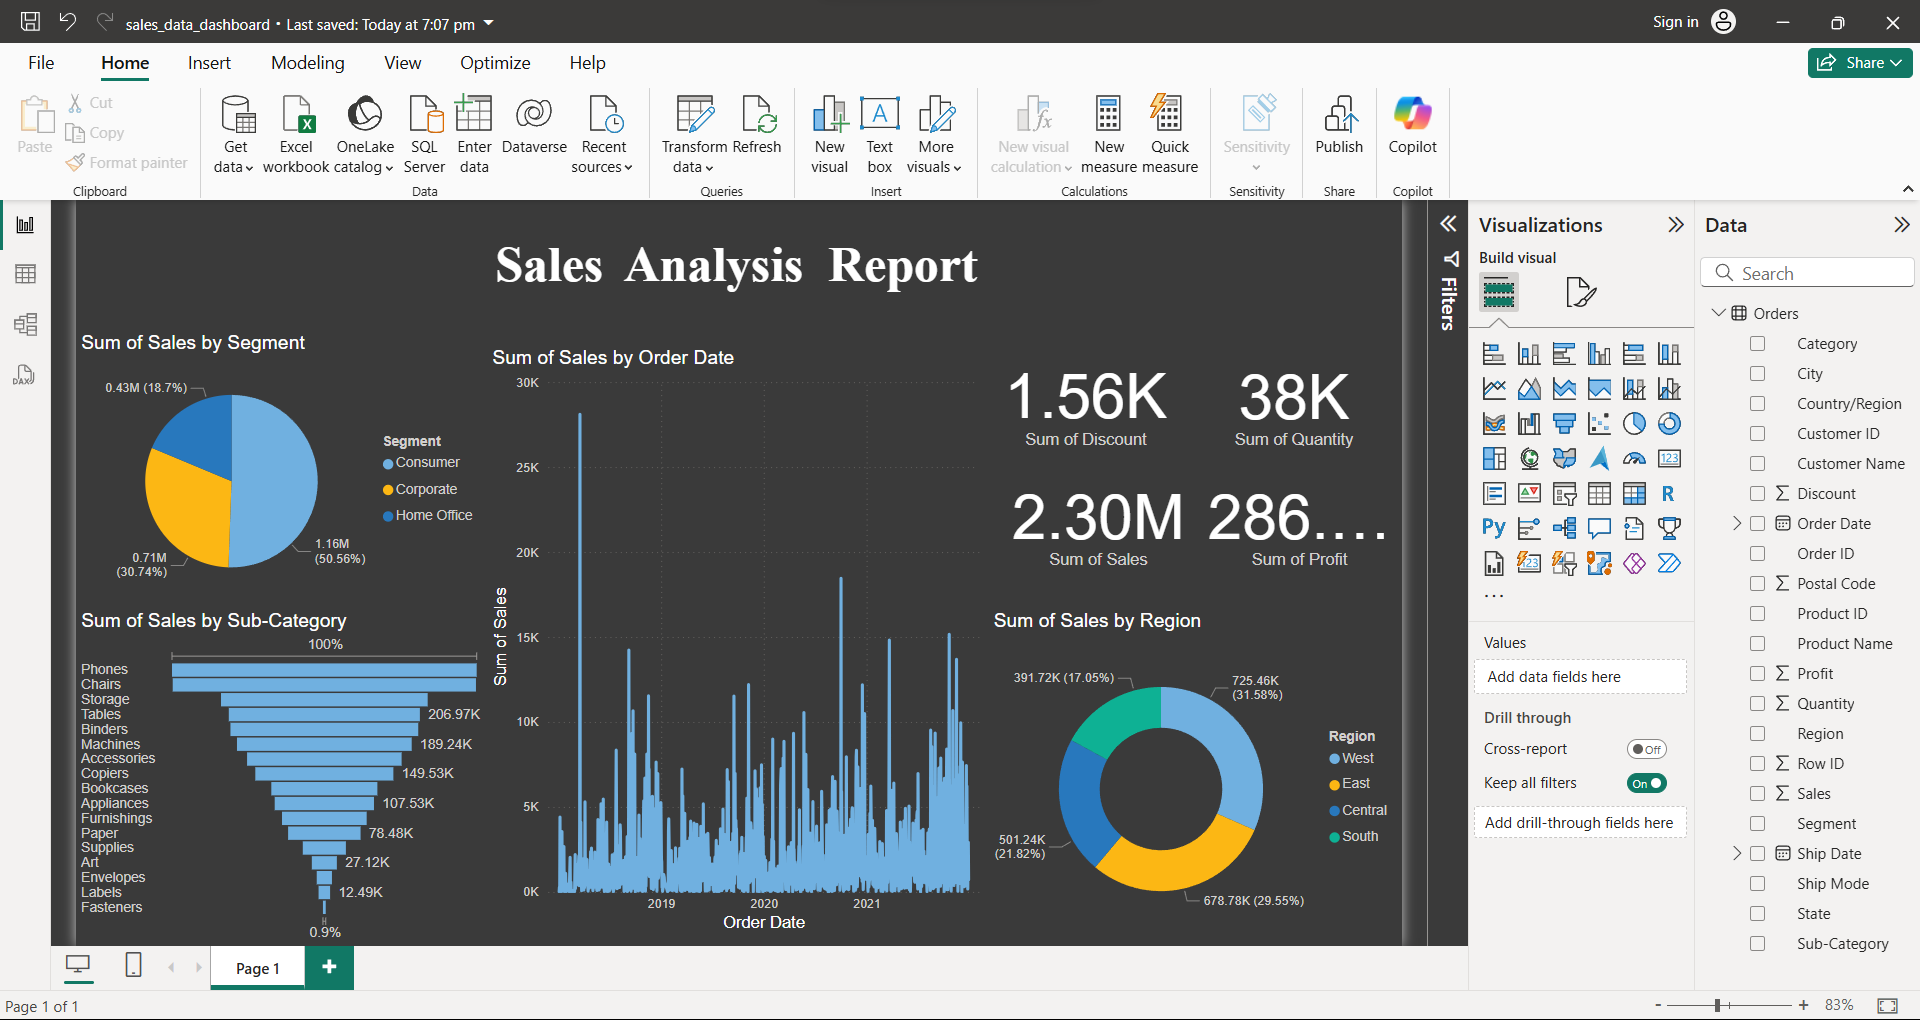 sales_data_dashboard • Last saved: Today at 7:07 pm
Sign in
File
Home
Insert
Modeling
View
Optimize
Help
Share
Paste
Cut
Copy
Format painter
Clipboard
Get data
Excel workbook
OneLake catalog
SQL Server
Enter data
Dataverse
Recent sources
Data
Transform data
Refresh
Queries
New visual
Text box
More visuals
Insert
New visual calculation
New measure
Quick measure
Calculations
Sensitivity
Sensitivity
Publish
Share
Copilot
Copilot
DAX
Sales Analysis Report
Sum of Sales by Segment
0.43M (18.7%)
0.71M
(30.74%)
1.16M
(50.56%)
Segment
Consumer
Corporate
Home Office
Sum of Sales by Sub-Category
100%
Phones
Chairs
Storage
Tables
206.97K
Binders
Machines
189.24K
Accessories
Copiers
149.53K
Bookcases
Appliances
107.53K
Furnishings
Paper
78.48K
Supplies
Art
27.12K
Envelopes
Labels
12.49K
Fasteners
0.9%
Sum of Sales by Order Date
Sum of Sales
30K
25K
20K
15K
10K
5K
0K
2019
2020
2021
Order Date
1.56K
Sum of Discount
38K
Sum of Quantity
2.30M
Sum of Sales
286....
Sum of Profit
Sum of Sales by Region
391.72K (17.05%)
725.46K
(31.58%)
501.24K
(21.82%)
678.78K (29.55%)
Region
West
East
Central
South
Filters
Visualizations
Build visual
123
R
Py
123
...
Values
Add data fields here
Drill through
Cross-report
Off
Keep all filters
On
Add drill-through fields here
Data
Search
Orders
Category
City
Country/Region
Customer ID
Customer Name
Discount
Order Date
Order ID
Postal Code
Product ID
Product Name
Profit
Quantity
Region
Row ID
Sales
Segment
Ship Date
Ship Mode
State
Sub-Category
Page 1
Page 1 of 1
- + 83%